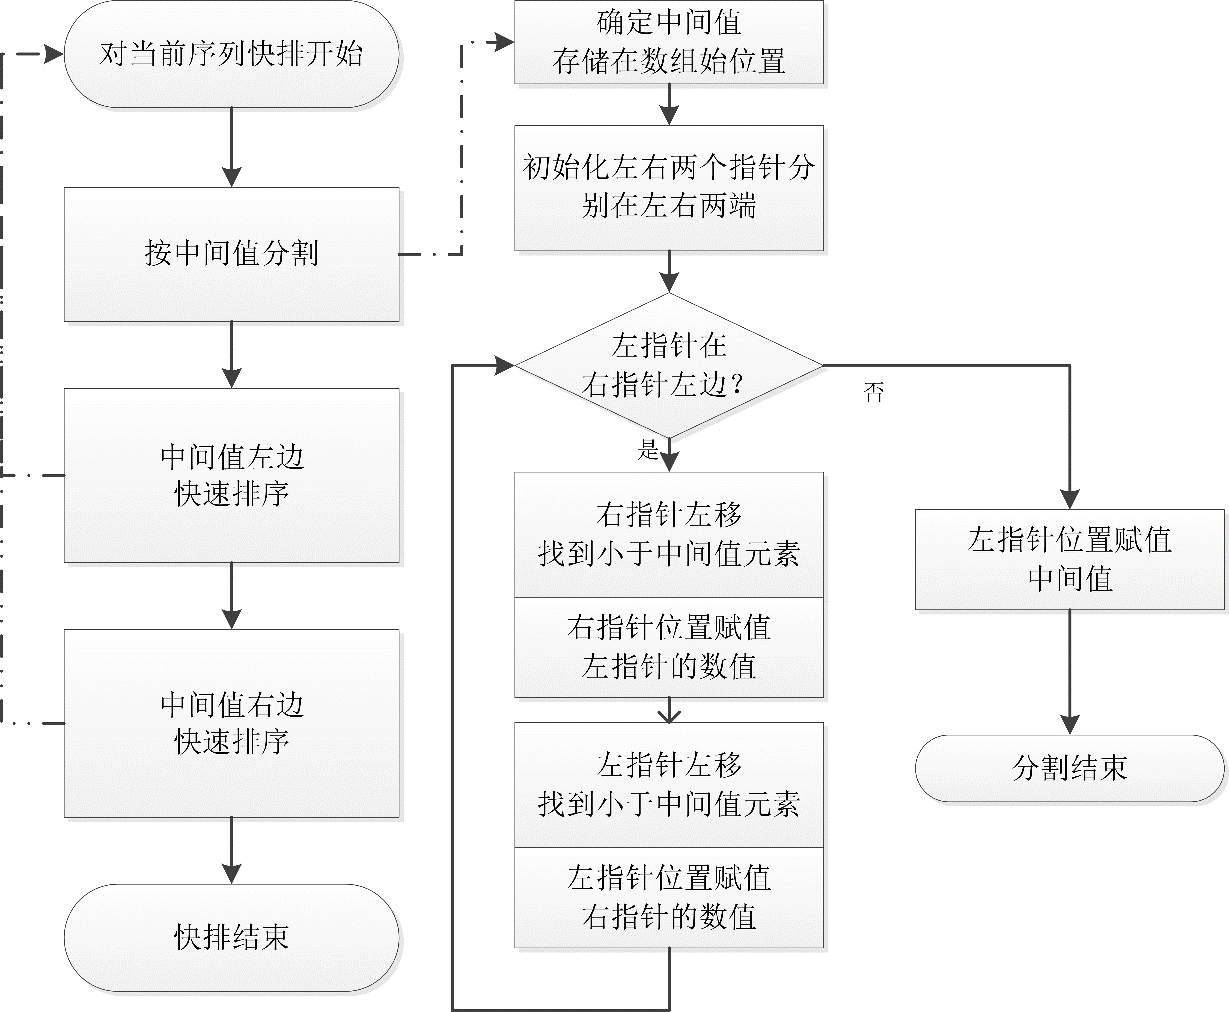 对当前序列快排开始
按中间值分割
中间值左边
快速排序
中间值右边
快速排序
快排结束
确定中间值
存储在数组始位置
初始化左右两个指针分
别在左右两端
左指针在
右指针左边？
否
是
右指针左移
找到小于中间值元素
右指针位置赋值
左指针的数值
左指针左移
找到小于中间值元素
左指针位置赋值
右指针的数值
左指针位置赋值
中间值
分割结束